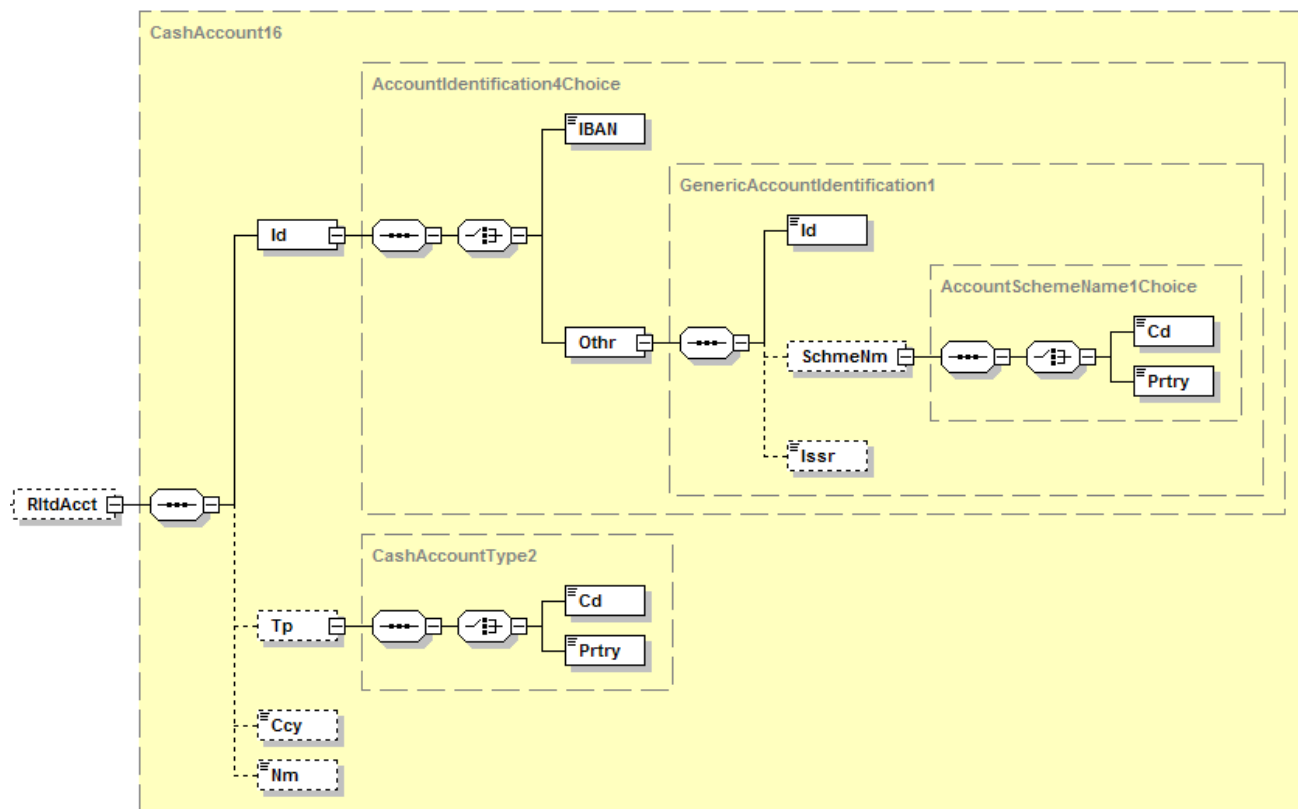 CashAccount16
AccountIdentification4Choice
IBAN
GenericAccountIdentification1
Id
Id
AccountSchemeName1Choice
Cd
Othr
SchmeNm
Prtry
Issr
RltdAcct
CashAccountType2
Cd
Tp
Prtry
Ccy
Nm